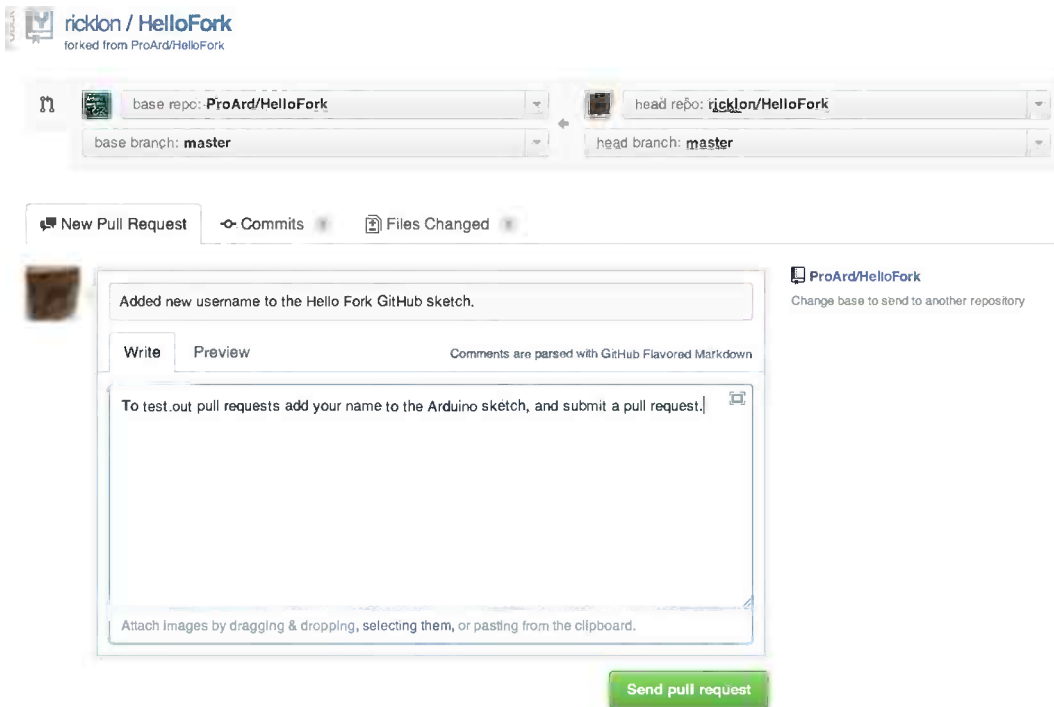 ricklon / HelloFork
forked from ProArd/HelloFork
base repo: ProArd/HelloFork
head repo: ricklon/HelloFork
base branch: master
head branch: master
New Pull Request
Commits
Files Changed
Added new username to the Hello Fork GitHub sketch.
ProArd/HelloFork
Change base to send to another repository
Write Preview Comments are parsed with GitHub Flavored Markdown
To test out pull requests add your name to the Arduino sketch, and submit a pull request.
Attach images by dragging & dropping, selecting them, or pasting from the clipboard.
Send pull request